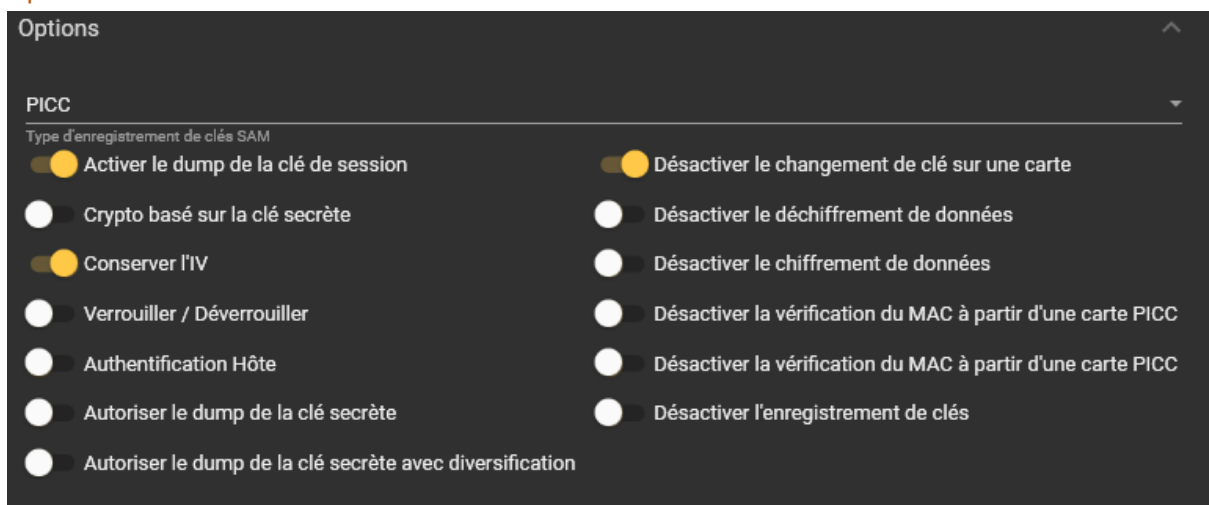 Options
PICC
Type d'enregistrement de clés SAM
Activer le dump de la clé de session
Désactiver le changement de clé sur une carte
Crypto basé sur la clé secrète
Désactiver le déchiffrement de données
Conserver l'IV
Désactiver le chiffrement de données
Verrouiller / Déverrouiller
Désactiver la vérification du MAC à partir d'une carte PICC
Authentification Hôte
Désactiver la vérification du MAC à partir d'une carte PICC
Autoriser le dump de la clé secrète
Désactiver l'enregistrement de clés
Autoriser le dump de la clé secrète avec diversification